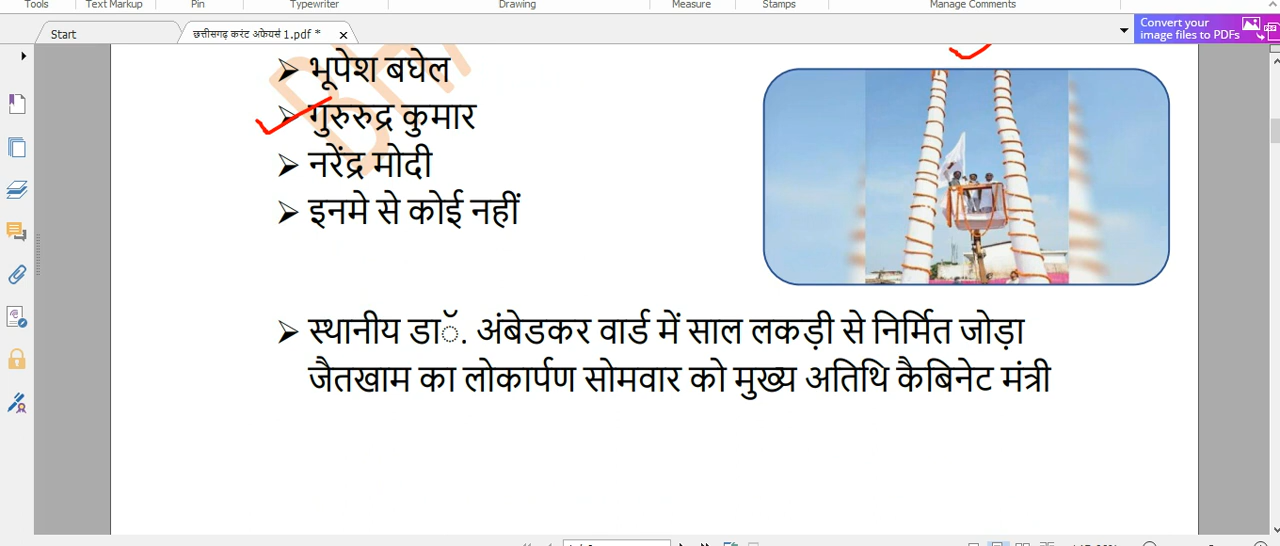 Tools Text Markup Pin Typewriter Drawing Measure Stamps Manage Comments
Start छत्तीसगढ़ करंट अफेयर्स 1.pdf * Convert your
image files to PDFs
भूपेश बघेल
गुरुरुद्र कुमार
नरेंद्र मोदी
इनमे से कोई नहीं
स्थानीय डाॅ. अंबेडकर वार्ड में साल लकड़ी से निर्मित जोड़ा
जैतखाम का लोकार्पण सोमवार को मुख्य अतिथि कैबिनेट मंत्री